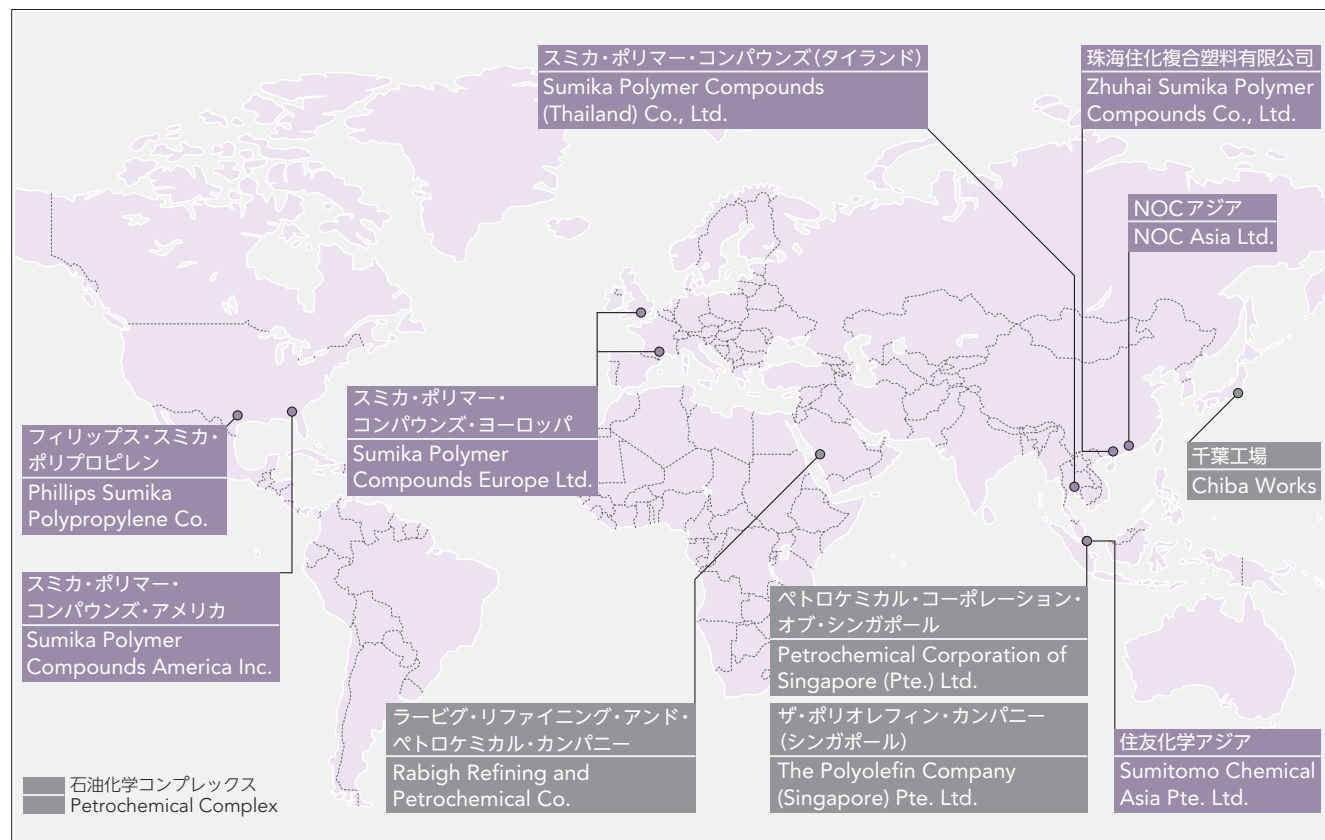 スミカ・ポリマー・コンパウンズ(タイランド)
Sumika Polymer Compounds
(Thailand) Co., Ltd.
珠海住化複合塑料有限公司
Zhuhai Sumika Polymer
Compounds Co., Ltd.
NOCアジア
NOC Asia Ltd.
スミカ・ポリマー・
コンパウンズ・ヨーロッパ
Sumika Polymer
Compounds Europe Ltd.
フィリップス・スミカ・
ポリプロピレン
Phillips Sumika
Polypropylene Co.
千葉工場
Chiba Works
スミカ・ポリマー・
コンパウンズ・アメリカ
Sumika Polymer
Compounds America Inc.
ペトロケミカル・コーポレーション・
オブ・シンガポール
Petrochemical Corporation of
Singapore (Pte.) Ltd.
ラービグ・リファイニング・アンド・
ペトロケミカル・カンパニー
Rabigh Refining and
Petrochemical Co.
ザ・ポリオレフィン・カンパニー
(シンガポール)
The Polyolefin Company
(Singapore) Pte. Ltd.
住友化学アジア
Sumitomo Chemical
Asia Pte. Ltd.
石油化学コンプレックス
Petrochemical Complex